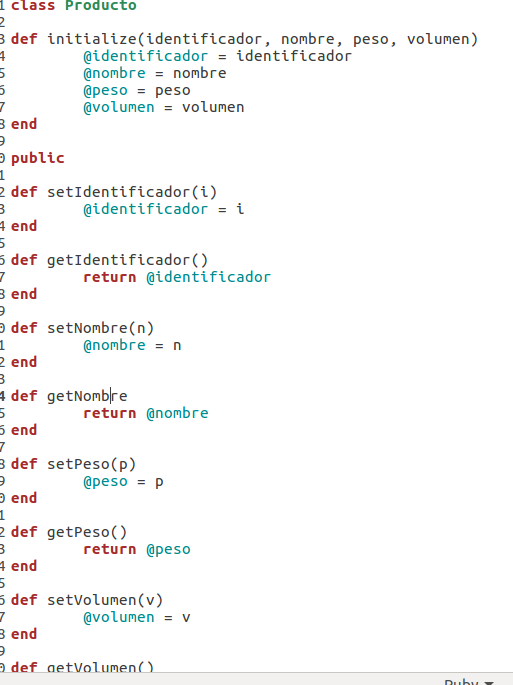 1 class Producto
2
3 def initialize(identificador, nombre, peso, volumen)
4 @identificador = identificador
5 @nombre = nombre
6 @peso = peso
7 @volumen = volumen
8 end
9
0 public
1
2 def setIdentificador(i)
3 @identificador = i
4 end
5
6 def getIdentificador()
7 return @identificador
8 end
9
0 def setNombre(n)
1 @nombre = n
2 end
3
4 def getNombre
5 return @nombre
6 end
7
8 def setPeso(p)
9 @peso = p
0 end
1
2 def getPeso()
3 return @peso
4 end
5
6 def setVolumen(v)
7 @volumen = v
8 end
9
0 def getVolumen()
Ruby